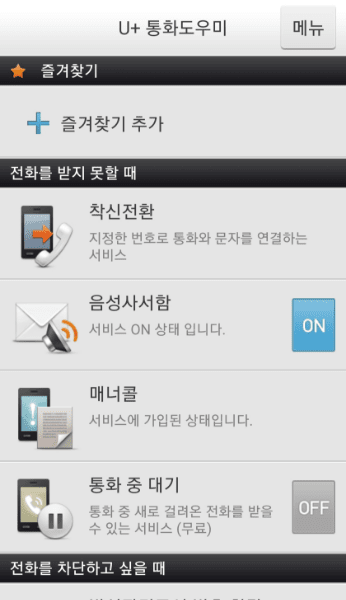 U+ 통화도우미
메뉴
즐겨찾기
즐겨찾기 추가
전화를 받지 못할 때
착신전환
지정한 번호로 통화와 문자를 연결하는
서비스
음성사서함
서비스 ON 상태 입니다.
ON
매너콜
서비스에 가입된 상태입니다.
통화 중 대기
통화 중 새로 걸려온 전화를 받을
수 있는 서비스 (무료)
OFF
전화를 차단하고 싶을 때